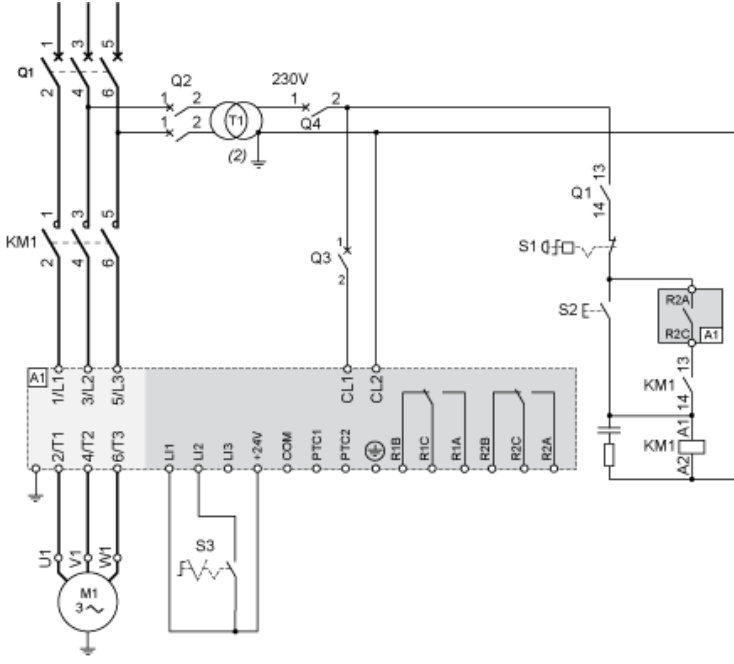 1 3 5
Q1
2 4 6
Q2
1 2
1 2
T1
(2)
230V
1 2
Q4
13
Q1
14
S1
1 3 5
KM1
2 4 6
1
Q3
2
S2
R2A
R2C A1
13
KM1
14
A1
KM1
A2
A1
1/L1 3/L2 5/L3
CL1 CL2
2/T1 4/T2 6/T3
LI1 LI2 LI3 +24V COM PTC1 PTC2 R1B R1C R1A R2B R2C R2A
S3
U1 V1 W1
M1
3~